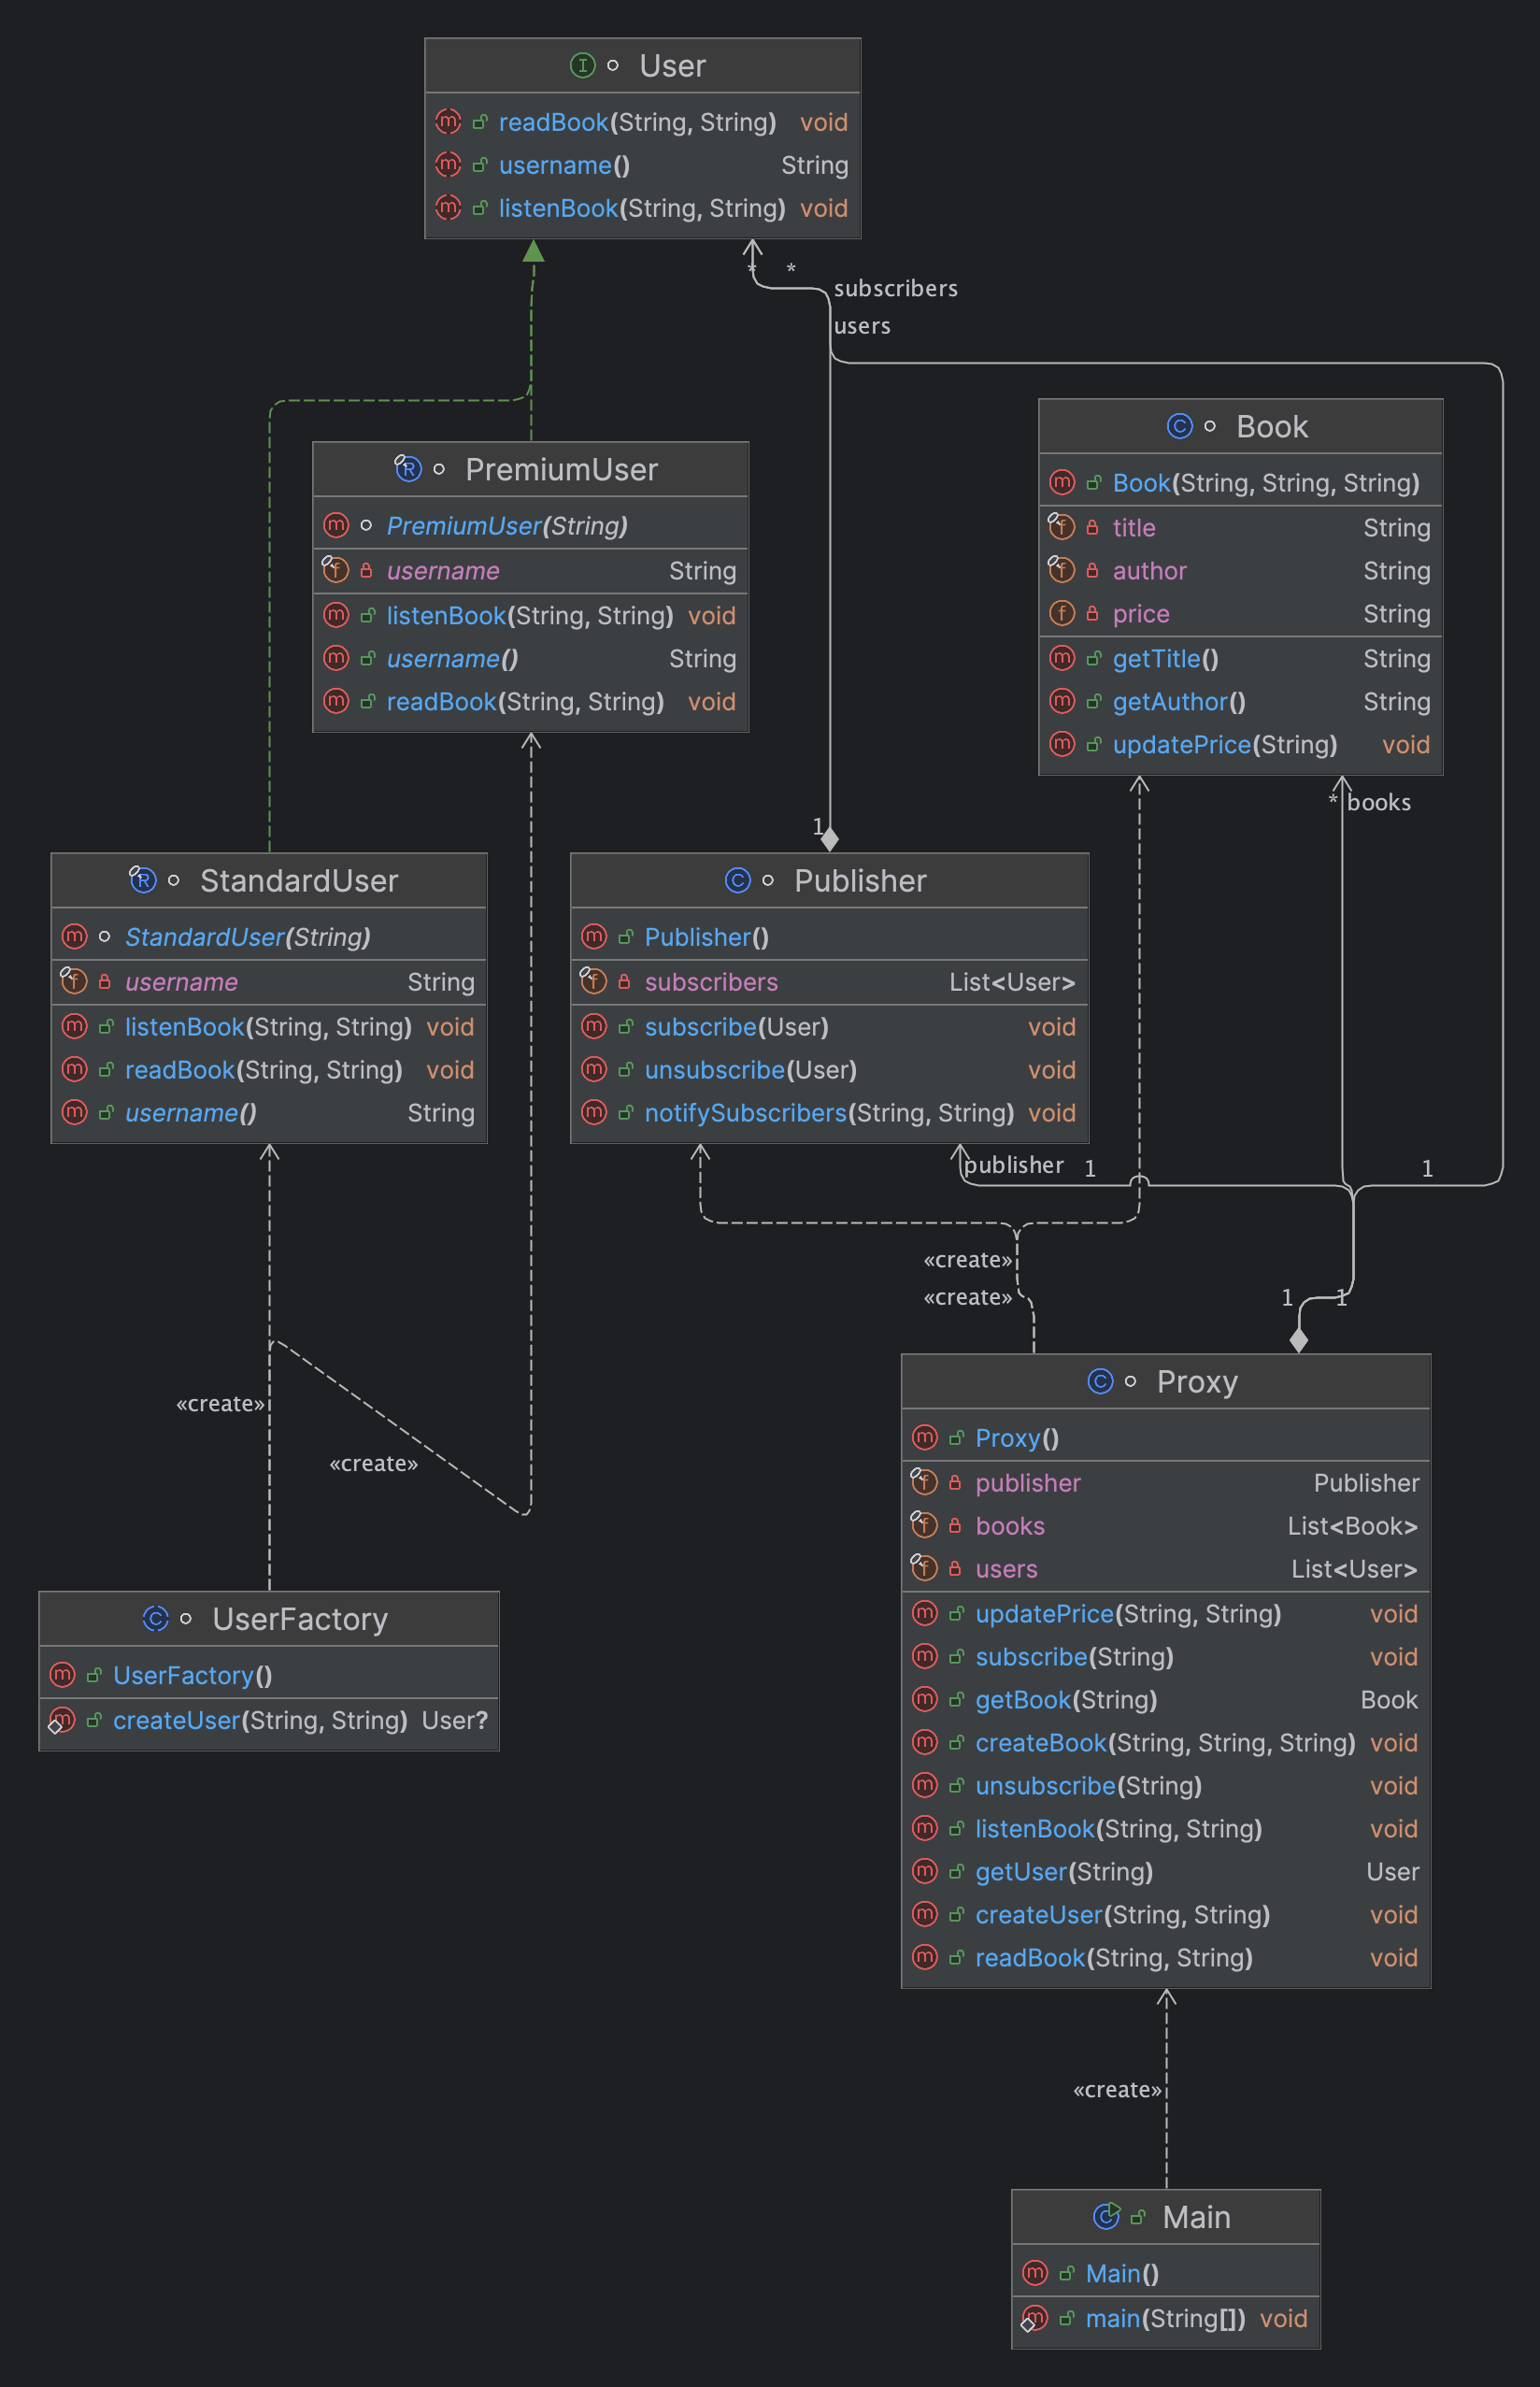 User
readBook(String, String) void
username() String
listenBook(String, String) void
* *
subscribers
users
Book
Book(String, String, String)
title String
author String
price String
getTitle() String
getAuthor() String
updatePrice(String) void
PremiumUser
PremiumUser(String)
username String
listenBook(String, String) void
username() String
readBook(String, String) void
* books
1
StandardUser
StandardUser(String)
username String
listenBook(String, String) void
readBook(String, String) void
username() String
Publisher
Publisher()
subscribers List<User>
subscribe(User) void
unsubscribe(User) void
notifySubscribers(String, String) void
publisher 1 1
«create»
«create»
1 1
«create»
«create»
Proxy
Proxy()
publisher Publisher
books List<Book>
users List<User>
updatePrice(String, String) void
subscribe(String) void
getBook(String) Book
createBook(String, String, String) void
unsubscribe(String) void
listenBook(String, String) void
getUser(String) User
createUser(String, String) void
readBook(String, String) void
UserFactory
UserFactory()
createUser(String, String) User?
«create»
Main
Main()
main(String[]) void